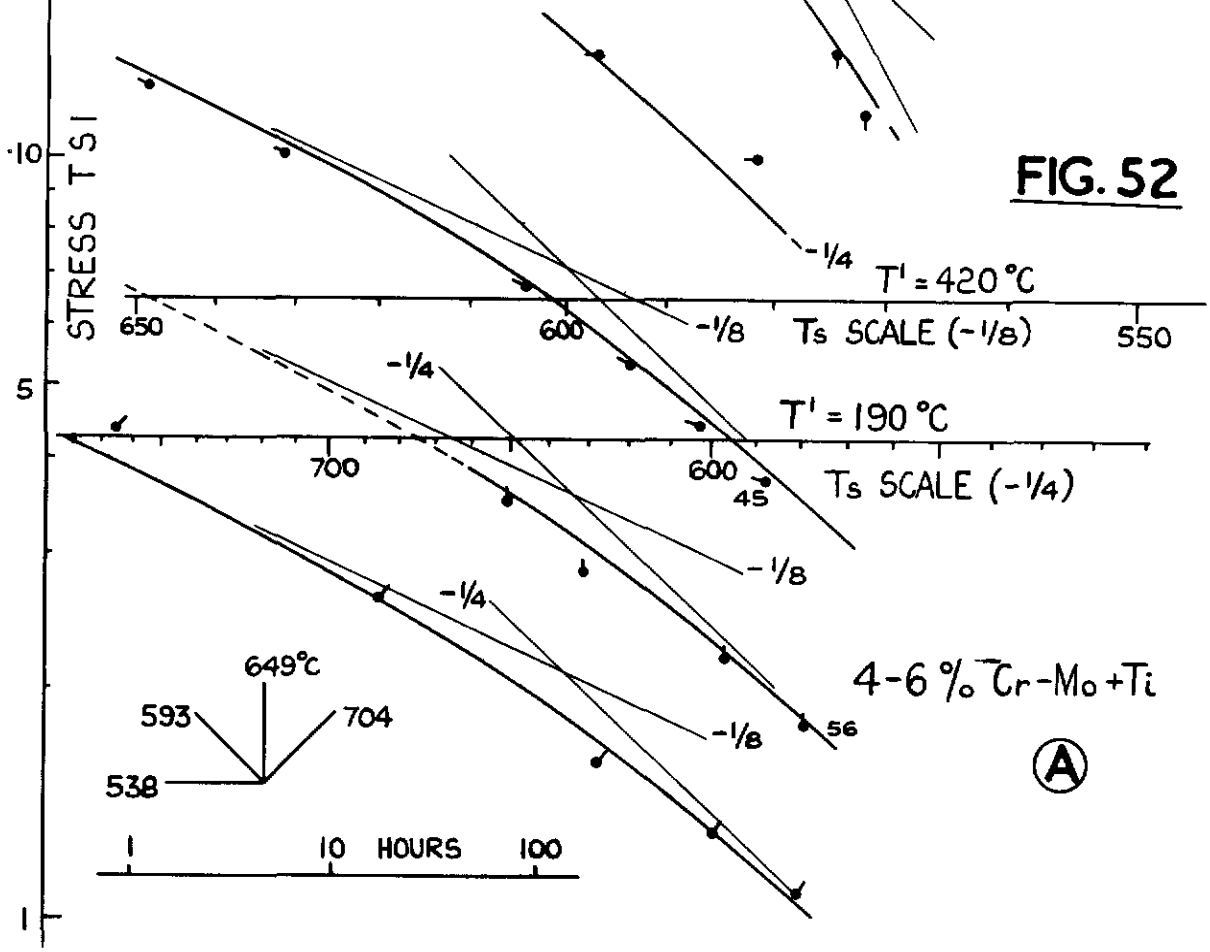 10
STRESS TSI
FIG. 52
-1/4
T' = 420 °C
650
600
-1/8
Ts SCALE (-1/8)
550
-1/4
5
T' = 190 °C
700
600
Ts SCALE (-1/4)
45
-1/8
-1/4
649°C
4-6 % Cr-Mo+Ti
593
704
-1/8
56
538
A
1
10
HOURS
100
1